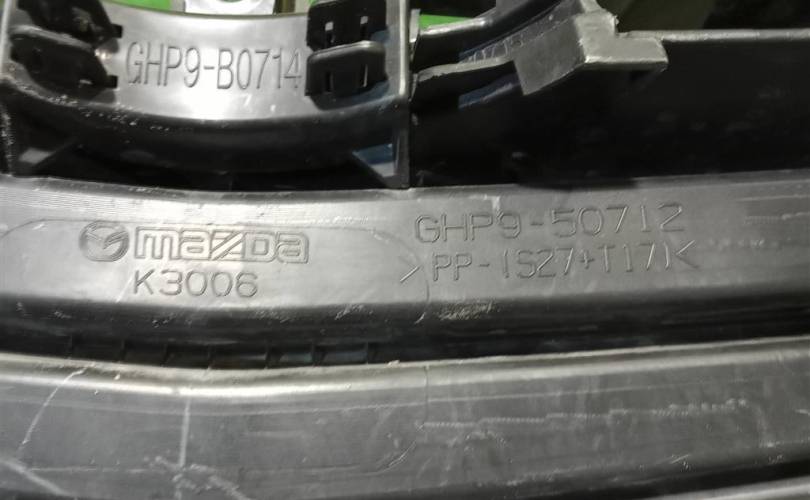 GHP9-B0714
mazda
K3006
GHP9-50712
>PP-(S27+T17)<